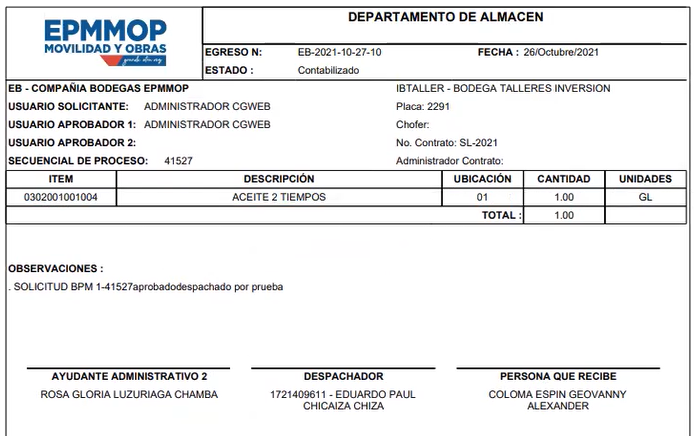 DEPARTAMENTO DE ALMACEN
EPMMOP
MOVILIDAD Y OBRAS
grande otra vez
EGRESO N: EB-2021-10-27-10 FECHA : 26/Octubre/2021
ESTADO : Contabilizado
EB - COMPAÑIA BODEGAS EPMMOP IBTALLER - BODEGA TALLERES INVERSION
USUARIO SOLICITANTE: ADMINISTRADOR CGWEB Placa: 2291
USUARIO APROBADOR 1: ADMINISTRADOR CGWEB Chofer:
USUARIO APROBADOR 2: No. Contrato: SL-2021
SECUENCIAL DE PROCESO: 41527 Administrador Contrato:
ITEM DESCRIPCIÓN UBICACIÓN CANTIDAD UNIDADES
0302001001004 ACEITE 2 TIEMPOS 01 1.00 GL
TOTAL : 1.00
OBSERVACIONES :
. SOLICITUD BPM 1-41527aprobadodespachado por prueba
AYUDANTE ADMINISTRATIVO 2 DESPACHADOR PERSONA QUE RECIBE
ROSA GLORIA LUZURIAGA CHAMBA 1721409611 - EDUARDO PAUL COLOMA ESPIN GEOVANNY
CHICAIZA CHIZA ALEXANDER